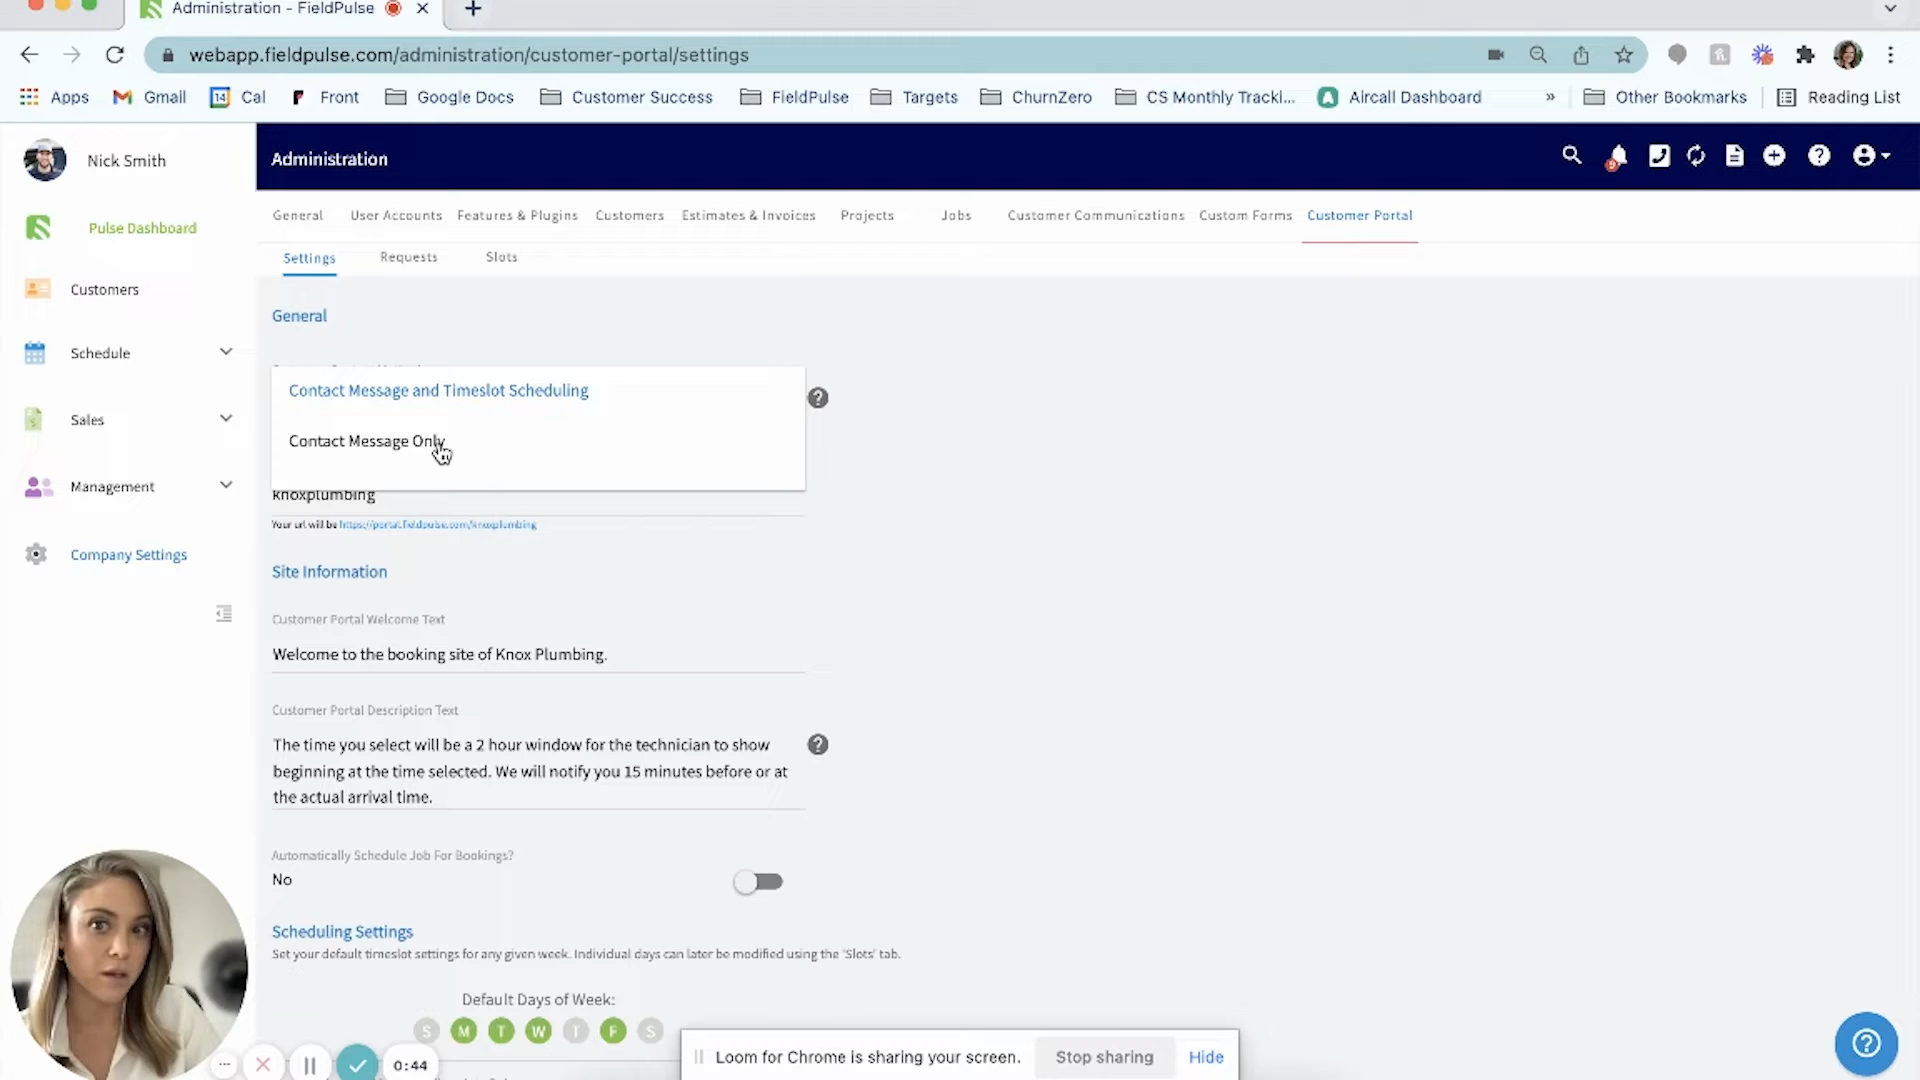 Administration - FieldPulse
webapp.fieldpulse.com/administration/customer-portal/settings
Apps
Gmail
14
Cal
Front
Google Docs
Customer Success
FieldPulse
Targets
ChurnZero
CS Monthly Tracki...
Aircall Dashboard
»
Other Bookmarks
Reading List
Nick Smith
Administration
Pulse Dashboard
Customers
Schedule
Sales
Management
Company Settings
General
User Accounts
Features & Plugins
Customers
Estimates & Invoices
Projects
Jobs
Customer Communications
Custom Forms
Customer Portal
Settings
Requests
Slots
General
Contact Message and Timeslot Scheduling
Contact Message Only
knoxplumbing
Your url will be https://portal.fieldpulse.com/knoxplumbing
Site Information
Customer Portal Welcome Text
Welcome to the booking site of Knox Plumbing.
Customer Portal Description Text
The time you select will be a 2 hour window for the technician to show
beginning at the time selected. We will notify you 15 minutes before or at
the actual arrival time.
Automatically Schedule Job For Bookings?
No
Scheduling Settings
Set your default timeslot settings for any given week. Individual days can later be modified using the 'Slots' tab.
Default Days of Week:
S M T W T F S
0:44
Loom for Chrome is sharing your screen.
Stop sharing
Hide